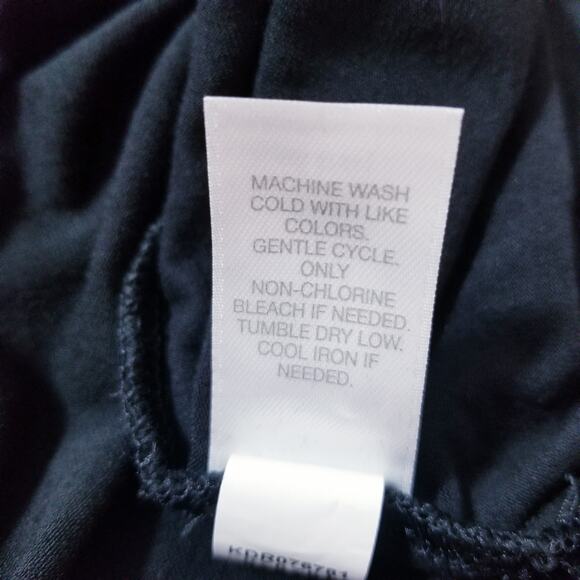 MACHINE WASH
COLD WITH LIKE
COLORS.
GENTLE CYCLE.
ONLY
NON-CHLORINE
BLEACH IF NEEDED.
TUMBLE DRY LOW.
COOL IRON IF
NEEDED.